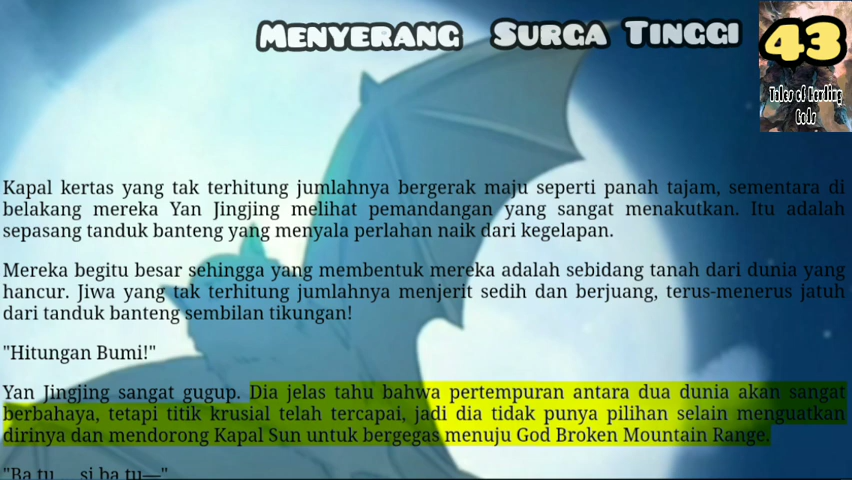 MENYERANG SURGA TINGGI
43
Tales of Herding
Gods
Kapal kertas yang tak terhitung jumlahnya bergerak maju seperti panah tajam, sementara di
belakang mereka Yan Jingjing melihat pemandangan yang sangat menakutkan. Itu adalah
sepasang tanduk banteng yang menyala perlahan naik dari kegelapan.
Mereka begitu besar sehingga yang membentuk mereka adalah sebidang tanah dari dunia yang
hancur. Jiwa yang tak terhitung jumlahnya menjerit sedih dan berjuang, terus-menerus jatuh
dari tanduk banteng sembilan tikungan!
"Hitungan Bumi!"
Yan Jingjing sangat gugup. Dia jelas tahu bahwa pertempuran antara dua dunia akan sangat
berbahaya, tetapi titik krusial telah tercapai, jadi dia tidak punya pilihan selain menguatkan
dirinya dan mendorong Kapal Sun untuk bergegas menuju God Broken Mountain Range.
"Ba tu... si ba tu—"